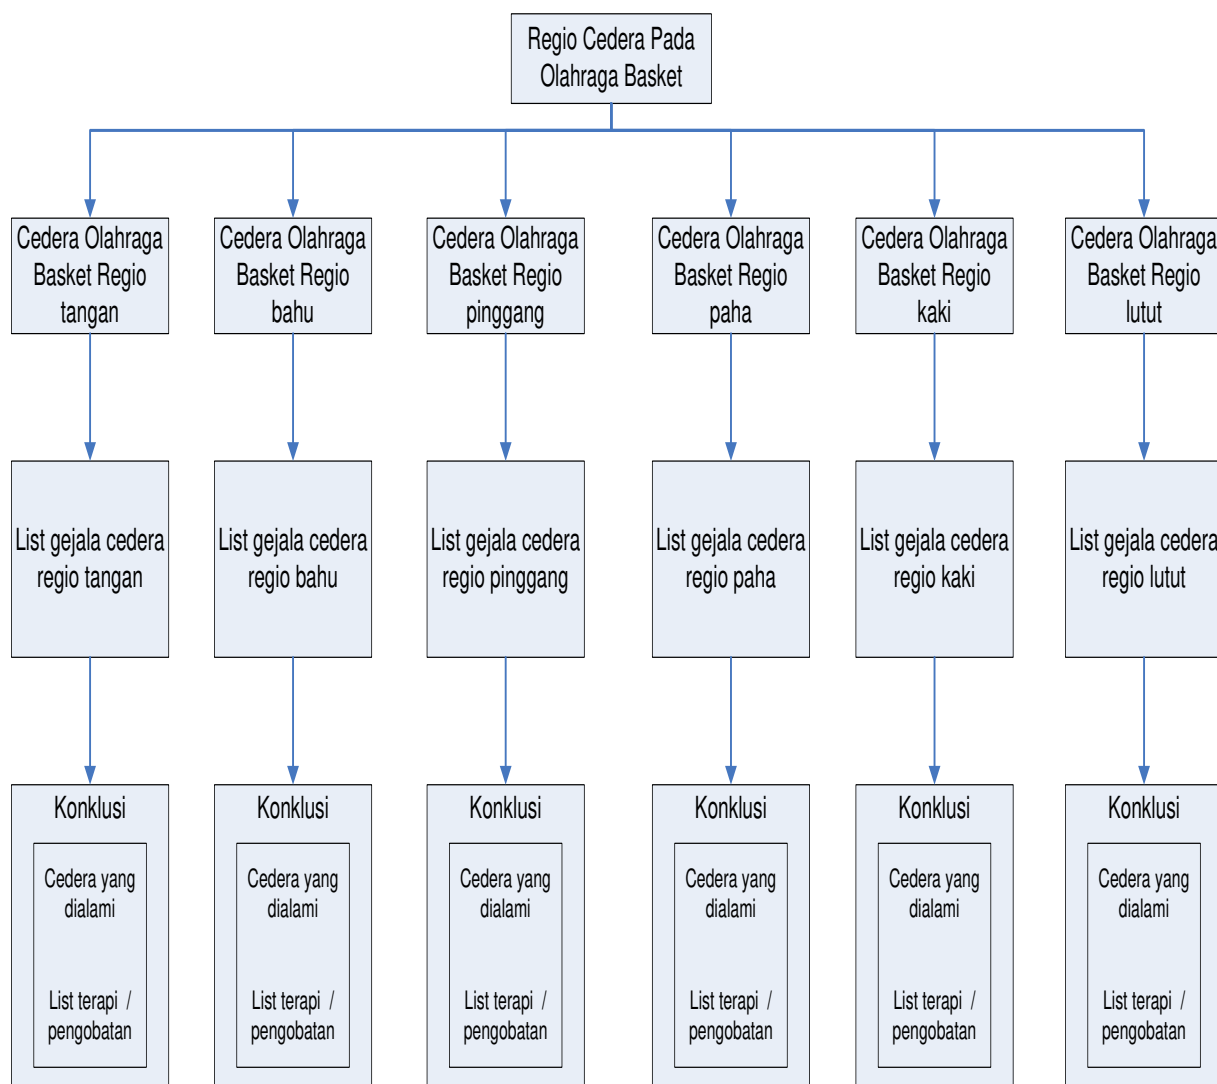 Regio Cedera Pada
Olahraga Basket
Cedera Olahraga
Basket Regio
tangan
Cedera Olahraga
Basket Regio
bahu
Cedera Olahraga
Basket Regio
pinggang
Cedera Olahraga
Basket Regio
paha
Cedera Olahraga
Basket Regio
kaki
Cedera Olahraga
Basket Regio
lutut
List gejala cedera
regio tangan
List gejala cedera
regio bahu
List gejala cedera
regio pinggang
List gejala cedera
regio paha
List gejala cedera
regio kaki
List gejala cedera
regio lutut
Konklusi
Cedera yang
dialami
List terapi /
pengobatan
Konklusi
Cedera yang
dialami
List terapi /
pengobatan
Konklusi
Cedera yang
dialami
List terapi /
pengobatan
Konklusi
Cedera yang
dialami
List terapi /
pengobatan
Konklusi
Cedera yang
dialami
List terapi /
pengobatan
Konklusi
Cedera yang
dialami
List terapi /
pengobatan